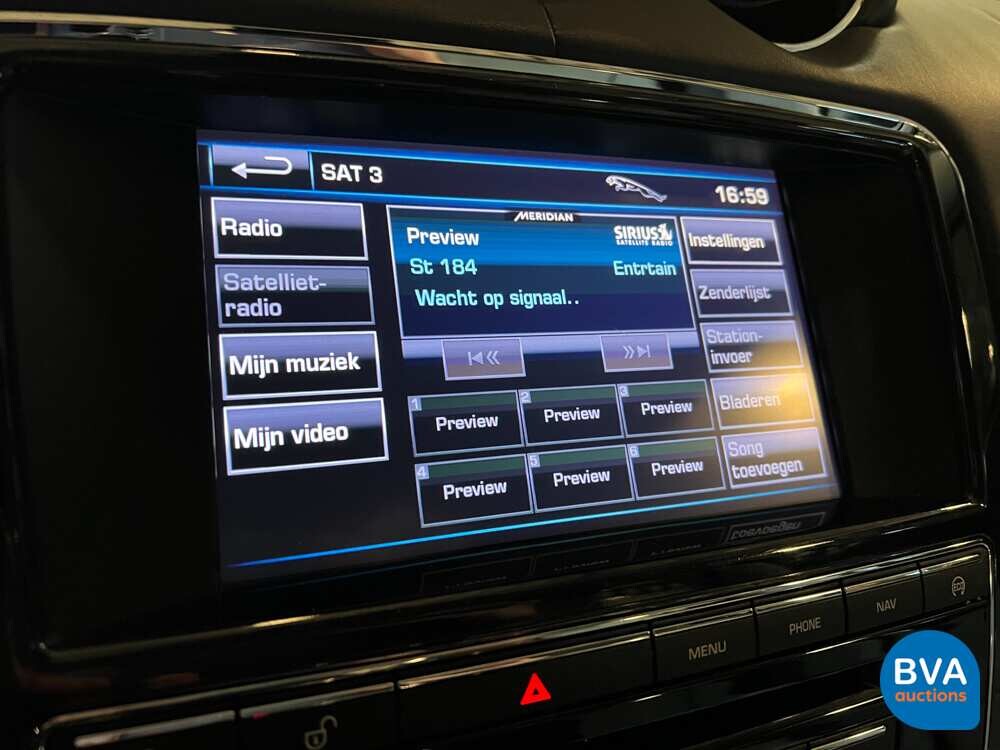 SAT 3
16:59
Radio
Satelliet-
radio
Mijn muziek
Mijn video
MERIDIAN
Preview
SIRIUS
SATELLITE RADIO
St 184
Entrtain
Wacht op signaal..
Instellingen
Zenderlijst
Station-
invoer
Bladeren
Song
toevoegen
1 Preview
2 Preview
3 Preview
4 Preview
5 Preview
6 Preview
MENU
PHONE
NAV
ECO
BVA
auctions